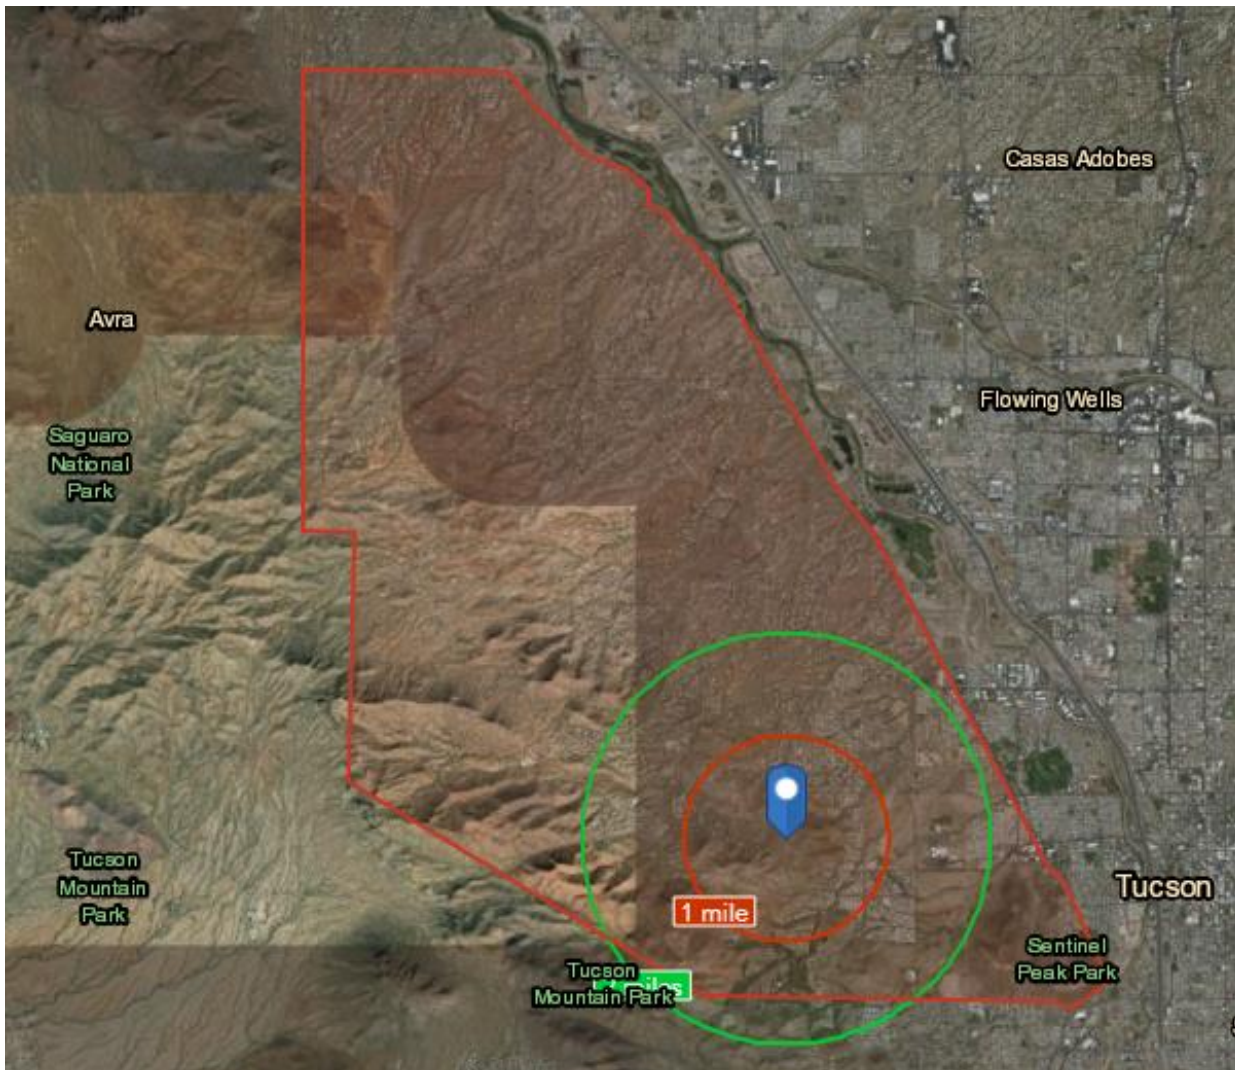 Casas Adobes
Avra
Flowing Wells
Saguaro
National
Park
Tucson
Mountain
Park
Tucson
1 mile
Sentinel
Peak Park
Tucson
Mountain Park
miles